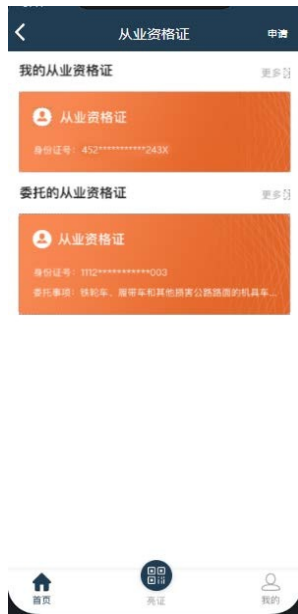 从业资格证
申请
我的从业资格证
更多
从业资格证
身份证号：452***********243X
委托的从业资格证
更多
从业资格证
身份证号：1112***********003
委托事项：铁轮车、履带车和其他损害公路路面的机具车...
首页
亮证
我的